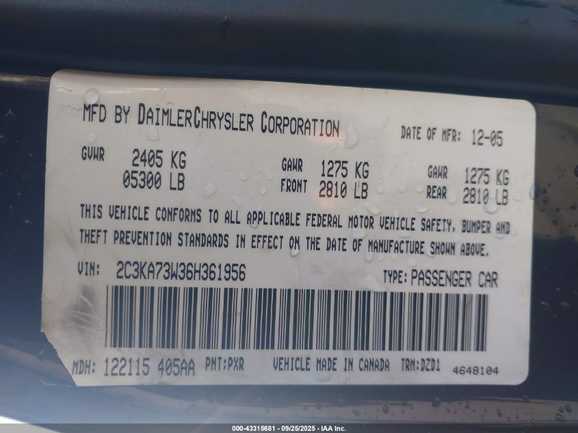 MFD BY DAIMLERCHRYSLER CORPORATION DATE OF MFR: 12-05
GVWR 2405 KG GAWR 1275 KG GAWR 1275 KG
05300 LB FRONT 2810 LB REAR 2810 LB
THIS VEHICLE CONFORMS TO ALL APPLICABLE FEDERAL MOTOR VEHICLE SAFETY, BUMPER AND
THEFT PREVENTION STANDARDS IN EFFECT ON THE DATE OF MANUFACTURE SHOWN ABOVE.
VIN: 2C3KA73W36H361956 TYPE: PASSENGER CAR
MDH: 122115 405AA PNT:PXR VEHICLE MADE IN CANADA TRM:DZD1 4648104
000-43315681 - 09/25/2025 - IAA Inc.